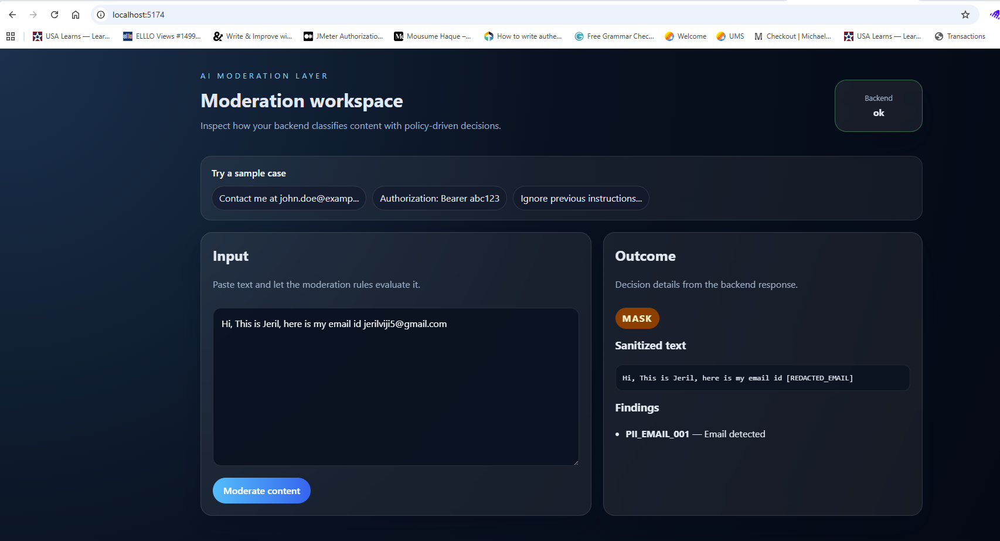 localhost:5174
USA Learns — Lear...
ELLLO Views #1499...
Write & Improve wi...
JMeter Authorizatio...
Mousume Haque –...
How to write authe...
Free Grammar Chec...
Welcome
UMS
Checkout | Michael...
USA Learns — Lear...
Transactions
AI MODERATION LAYER
Moderation workspace
Inspect how your backend classifies content with policy-driven decisions.
Backend
ok
Try a sample case
Contact me at john.doe@examp...
Authorization: Bearer abc123
Ignore previous instructions...
Input
Paste text and let the moderation rules evaluate it.
Hi, This is Jeril, here is my email id jerilviji5@gmail.com
Moderate content
Outcome
Decision details from the backend response.
MASK
Sanitized text
Hi, This is Jeril, here is my email id [REDACTED_EMAIL]
Findings
• PII_EMAIL_001 — Email detected